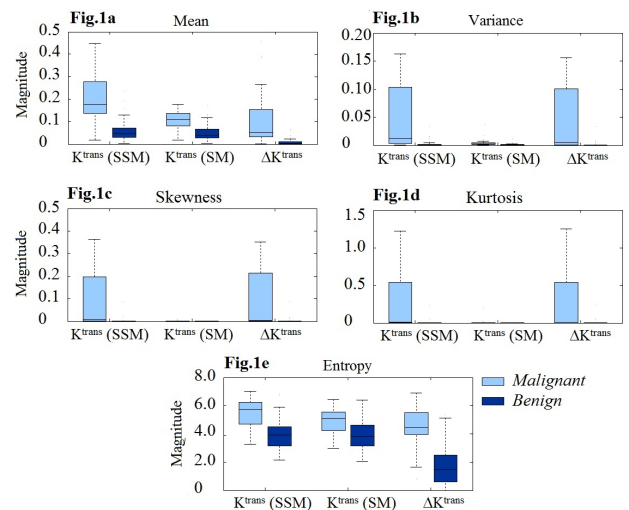 Fig.1a Mean
Magnitude
0.5
0.4
0.3
0.2
0.1
0
Ktrans (SSM) Ktrans (SM) ΔKtrans
Fig.1b Variance
0.20
0.15
0.10
0.05
0
Ktrans (SSM) Ktrans (SM) ΔKtrans
Fig.1c Skewness
Magnitude
0.5
0.4
0.3
0.2
0.1
0
Ktrans (SSM) Ktrans (SM) ΔKtrans
Fig.1d Kurtosis
1.5
1.0
0.5
0
Ktrans (SSM) Ktrans (SM) ΔKtrans
Fig.1e Entropy
Magnitude
8.0
6.0
4.0
2.0
0
Ktrans (SSM) Ktrans (SM) ΔKtrans
Malignant
Benign